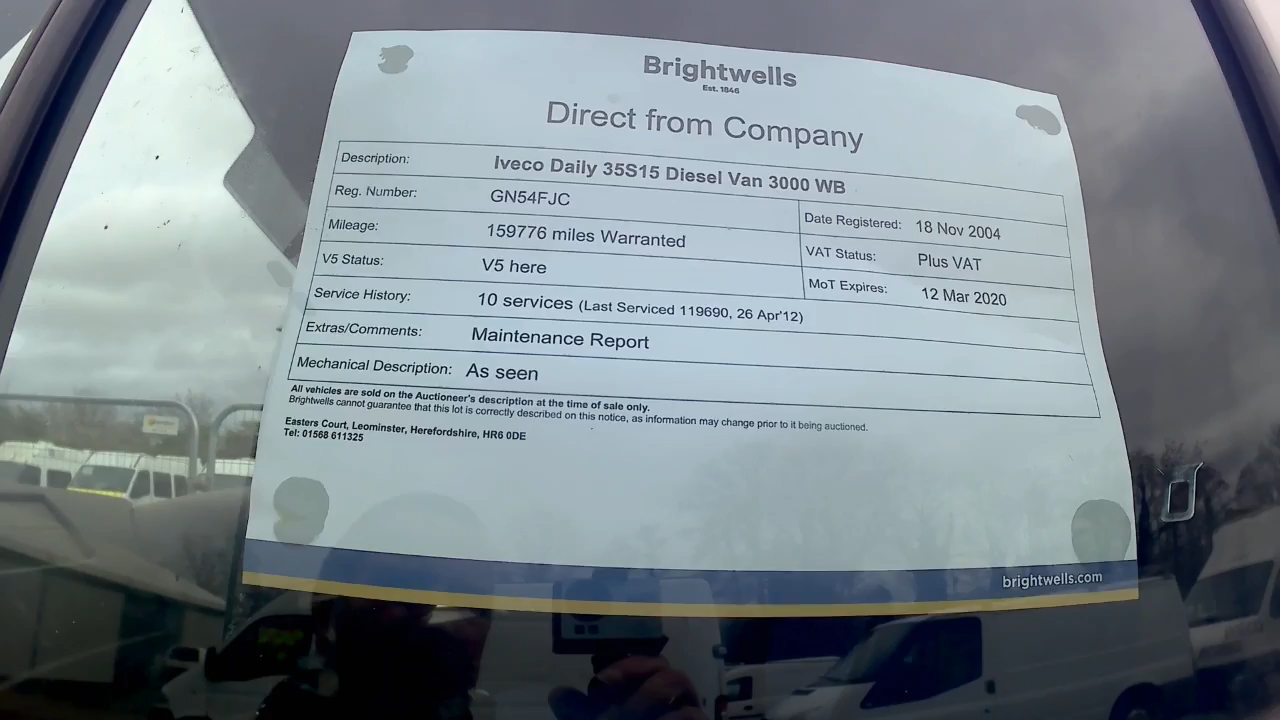 Brightwells
Est. 1846
Direct from Company
Description: Iveco Daily 35S15 Diesel Van 3000 WB
Reg. Number: GN54FJC Date Registered: 18 Nov 2004
Mileage: 159776 miles Warranted VAT Status: Plus VAT
V5 Status: V5 here MoT Expires: 12 Mar 2020
Service History: 10 services (Last Serviced 119690, 26 Apr'12)
Extras/Comments: Maintenance Report
Mechanical Description: As seen
All vehicles are sold on the Auctioneer's description at the time of sale only.
Brightwells cannot guarantee that this lot is correctly described on this notice, as information may change prior to it being auctioned.
Easters Court, Leominster, Herefordshire, HR6 0DE
Tel: 01568 611325
brightwells.com